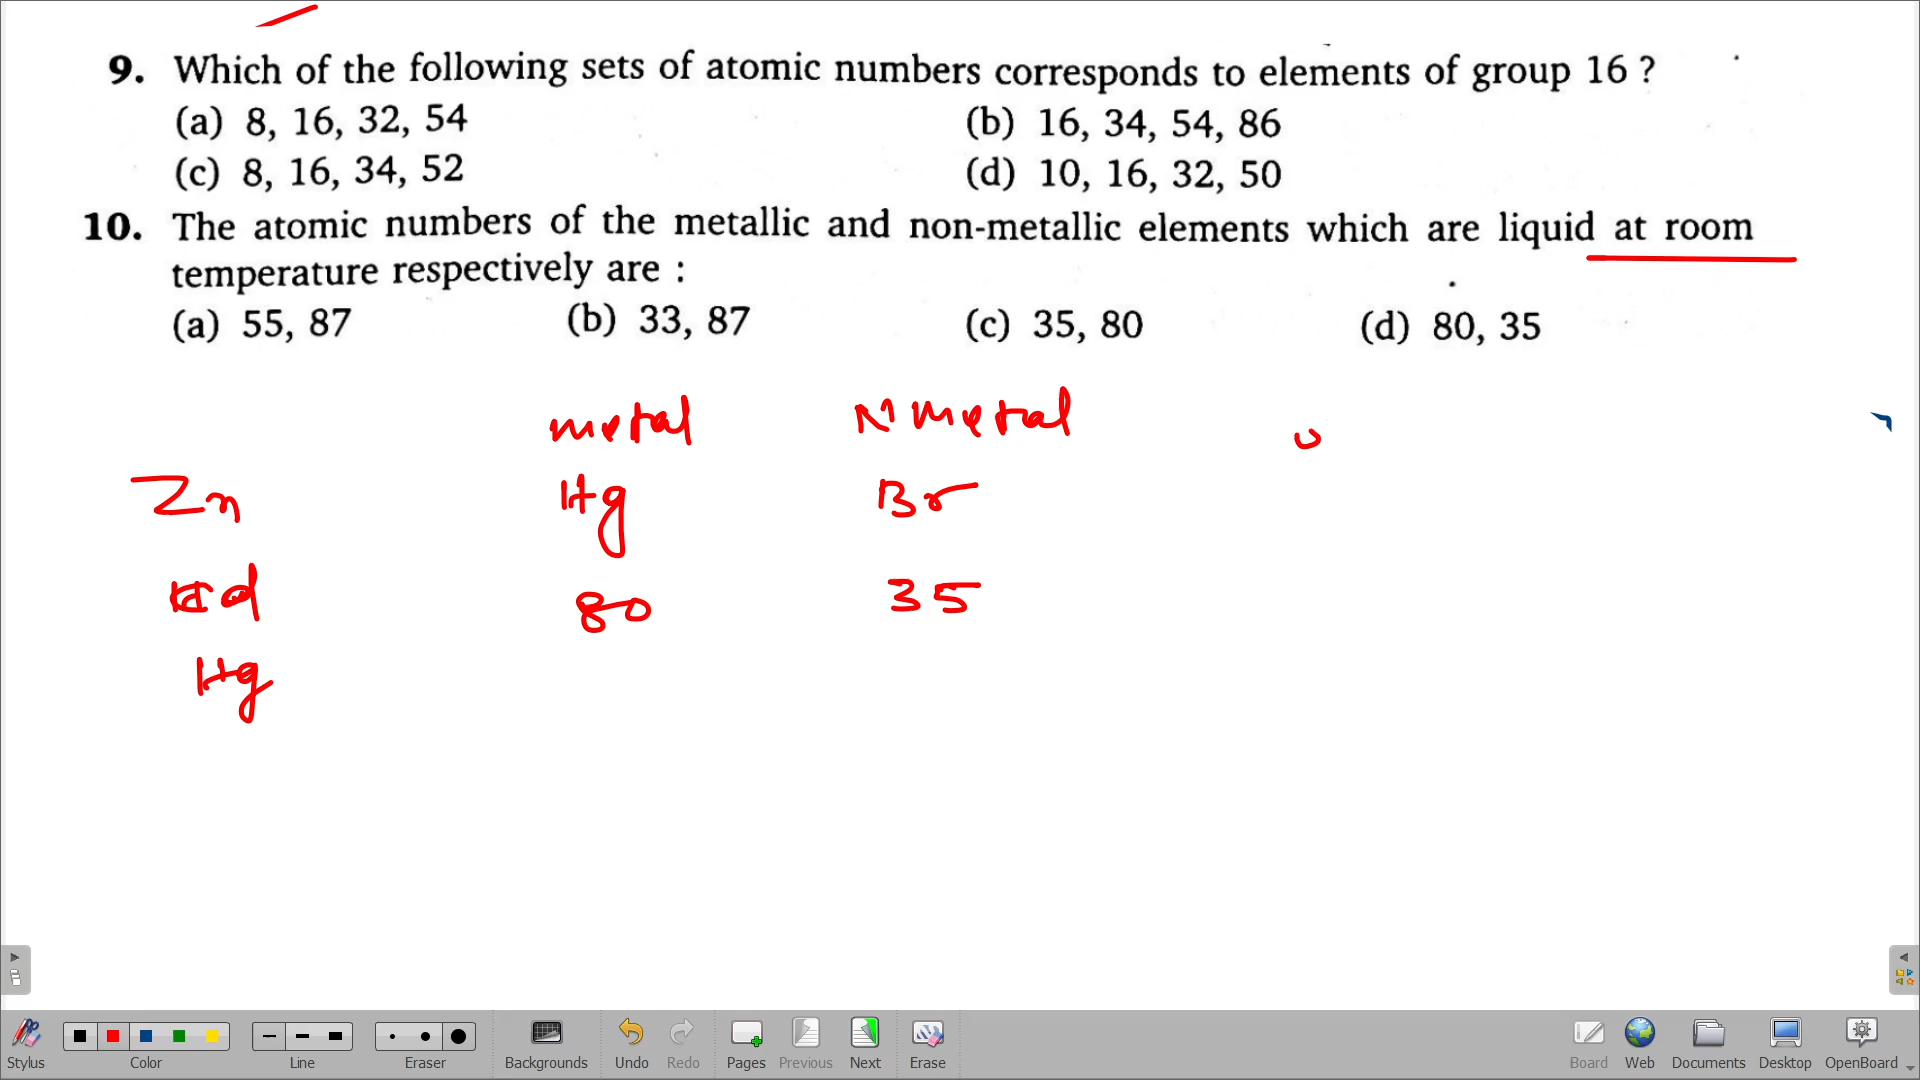 9. Which of the following sets of atomic numbers corresponds to elements of group 16 ?
(a) 8, 16, 32, 54 (b) 16, 34, 54, 86
(c) 8, 16, 34, 52 (d) 10, 16, 32, 50
10. The atomic numbers of the metallic and non-metallic elements which are liquid at room
temperature respectively are :
(a) 55, 87 (b) 33, 87 (c) 35, 80 (d) 80, 35
metal N metal
Zn Hg Br
80 35
Hg
Stylus Color Line Eraser Backgrounds Undo Redo Pages Previous Next Erase Board Web Documents Desktop OpenBoard